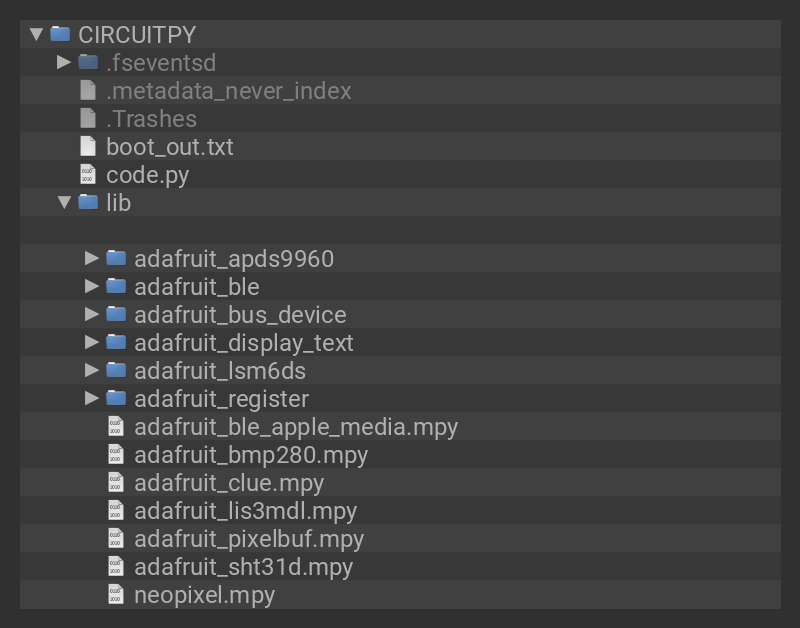 CIRCUITPY
.fseventsd
.metadata_never_index
.Trashes
boot_out.txt
code.py
lib
adafruit_apds9960
adafruit_ble
adafruit_bus_device
adafruit_display_text
adafruit_lsm6ds
adafruit_register
adafruit_ble_apple_media.mpy
adafruit_bmp280.mpy
adafruit_clue.mpy
adafruit_lis3mdl.mpy
adafruit_pixelbuf.mpy
adafruit_sht31d.mpy
neopixel.mpy